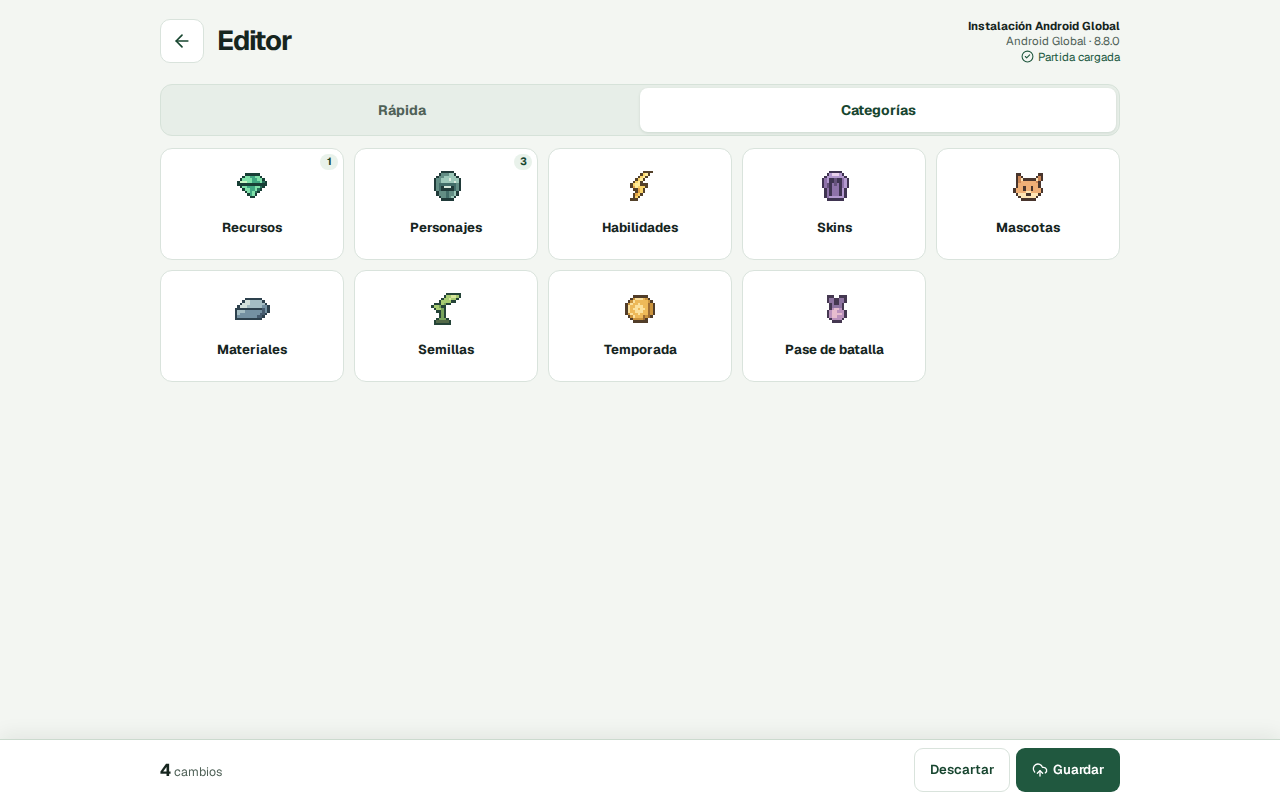 Editor
Instalación Android Global
Android Global · 8.8.0
Partida cargada
Rápida
Categorías
1
Recursos
3
Personajes
Habilidades
Skins
Mascotas
Materiales
Semillas
Temporada
Pase de batalla
4 cambios
Descartar
Guardar